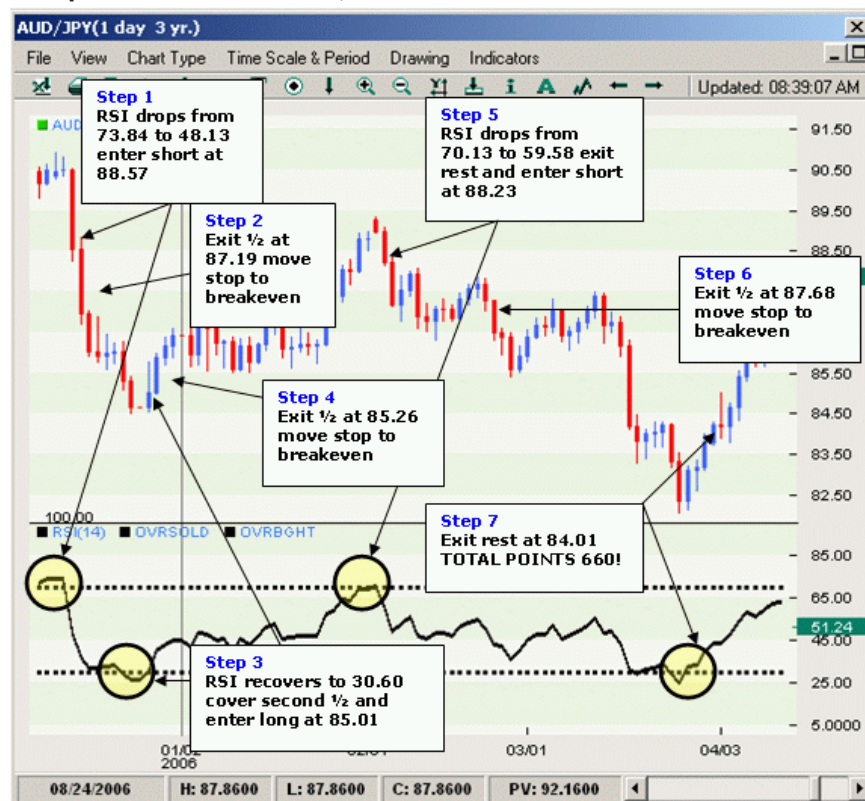 AUD/JPY(1 day 3 yr.)
File View Chart Type Time Scale & Period Drawing Indicators
Updated: 08:39:07 AM
AUD
Step 1
RSI drops from
73.84 to 48.13
enter short at
88.57
Step 5
RSI drops from
70.13 to 59.58 exit
rest and enter short
at 88.23
Step 2
Exit ½ at
87.19 move
stop to
breakeven
Step 6
Exit ½ at 87.68
move stop to
breakeven
Step 4
Exit ½ at 85.26
move stop to
breakeven
91.50
90.50
89.50
88.50
85.50
84.50
83.50
82.50
100.00
RSI(14) OVRSOLD OVRBGHT
Step 7
Exit rest at 84.01
TOTAL POINTS 660!
85.00
65.00
51.24
45.00
25.00
5.0000
Step 3
RSI recovers to 30.60
cover second ½ and
enter long at 85.01
01/02 02/01 03/01 04/03
2006
08/24/2006 H: 87.8600 L: 87.8600 C: 87.8600 PV: 92.1600